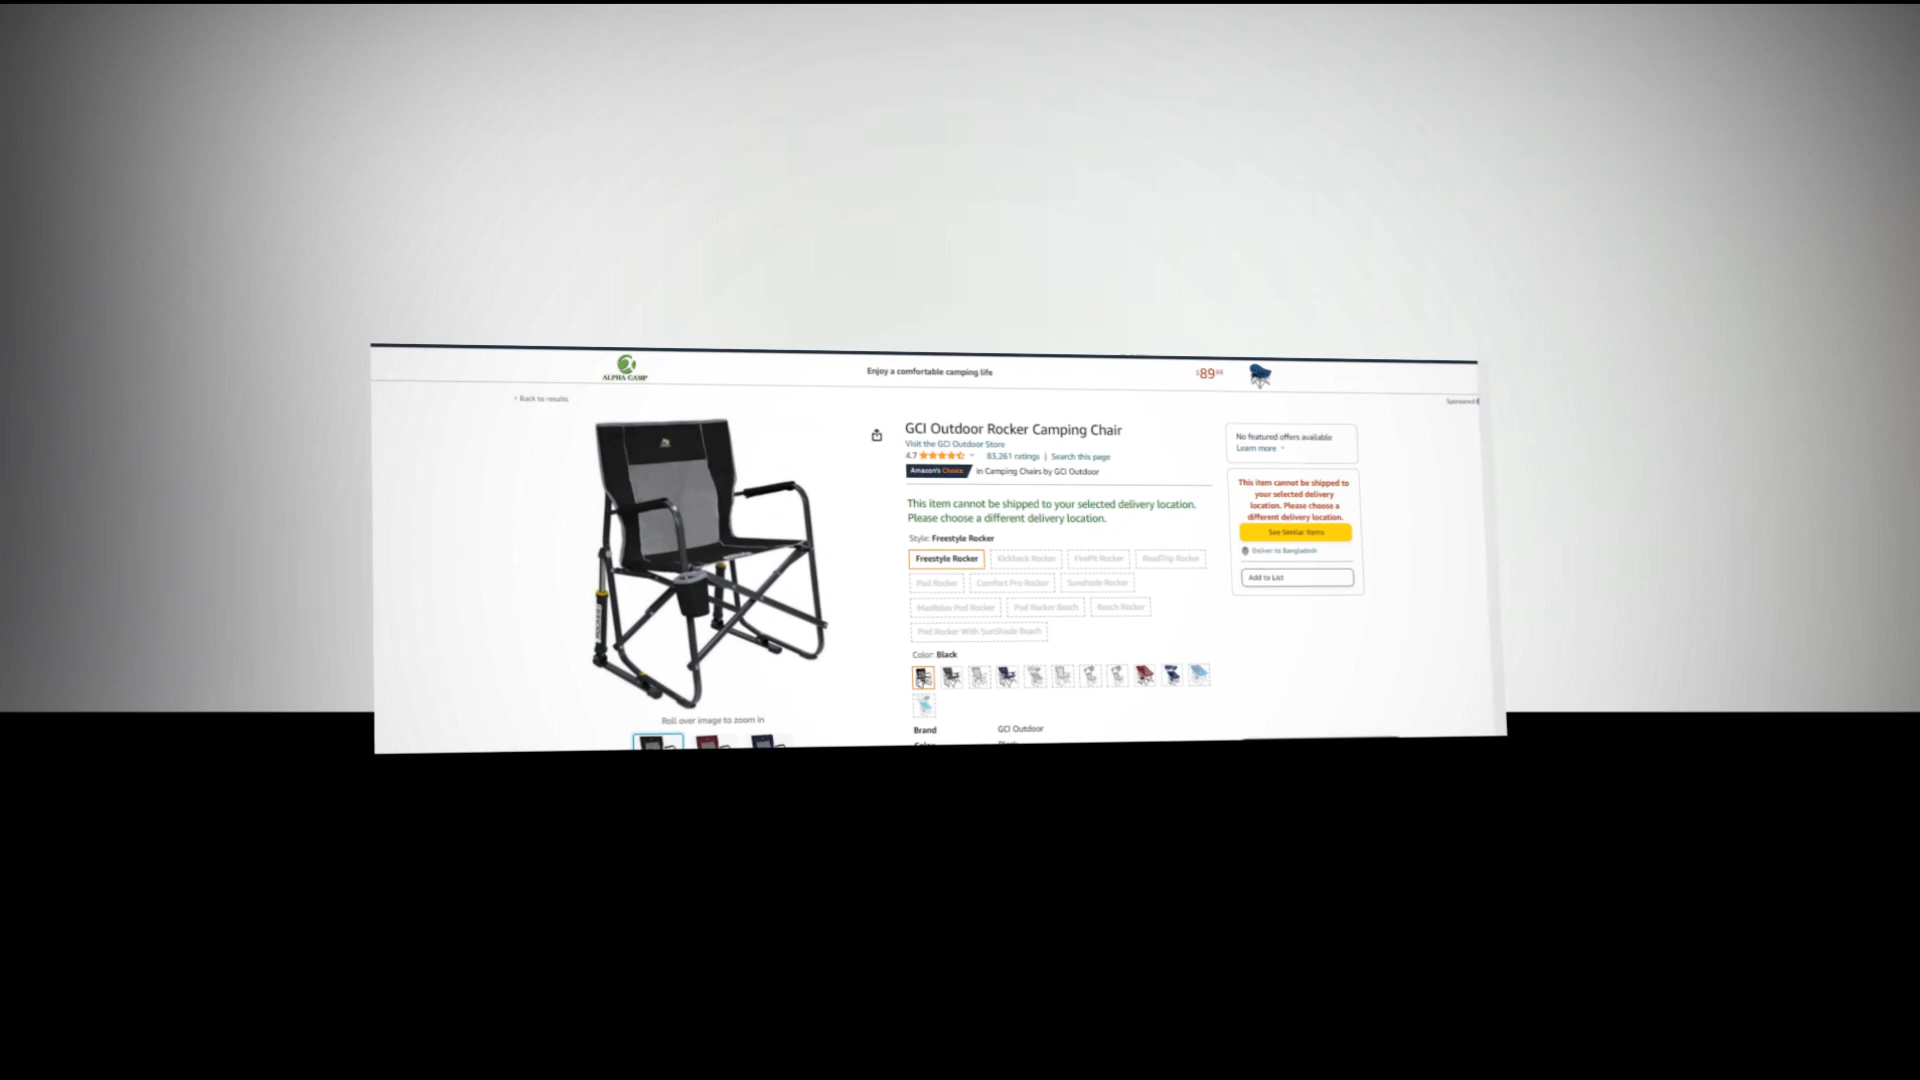 ALPHA CAMP
Enjoy a comfortable camping life
$8999
‹ Back to results
Sponsored
GCI Outdoor Rocker Camping Chair
Visit the GCI Outdoor Store
4.7
83,261 ratings | Search this page
Amazon's Choice in Camping Chairs by GCI Outdoor
This item cannot be shipped to your selected delivery location.
Please choose a different delivery location.
Style: Freestyle Rocker
Freestyle Rocker Kickback Rocker FirePit Rocker RoadTrip Rocker
Pod Rocker Comfort Pro Rocker Sunshade Rocker
MaxRelax Pod Rocker Pod Rocker Beach Beach Rocker
Pod Rocker With SunShade Beach
Color: Black
Brand GCI Outdoor
Roll over image to zoom in
No featured offers available
Learn more
This item cannot be shipped to
your selected delivery
location. Please choose a
different delivery location.
See Similar Items
Deliver to Bangladesh
Add to List